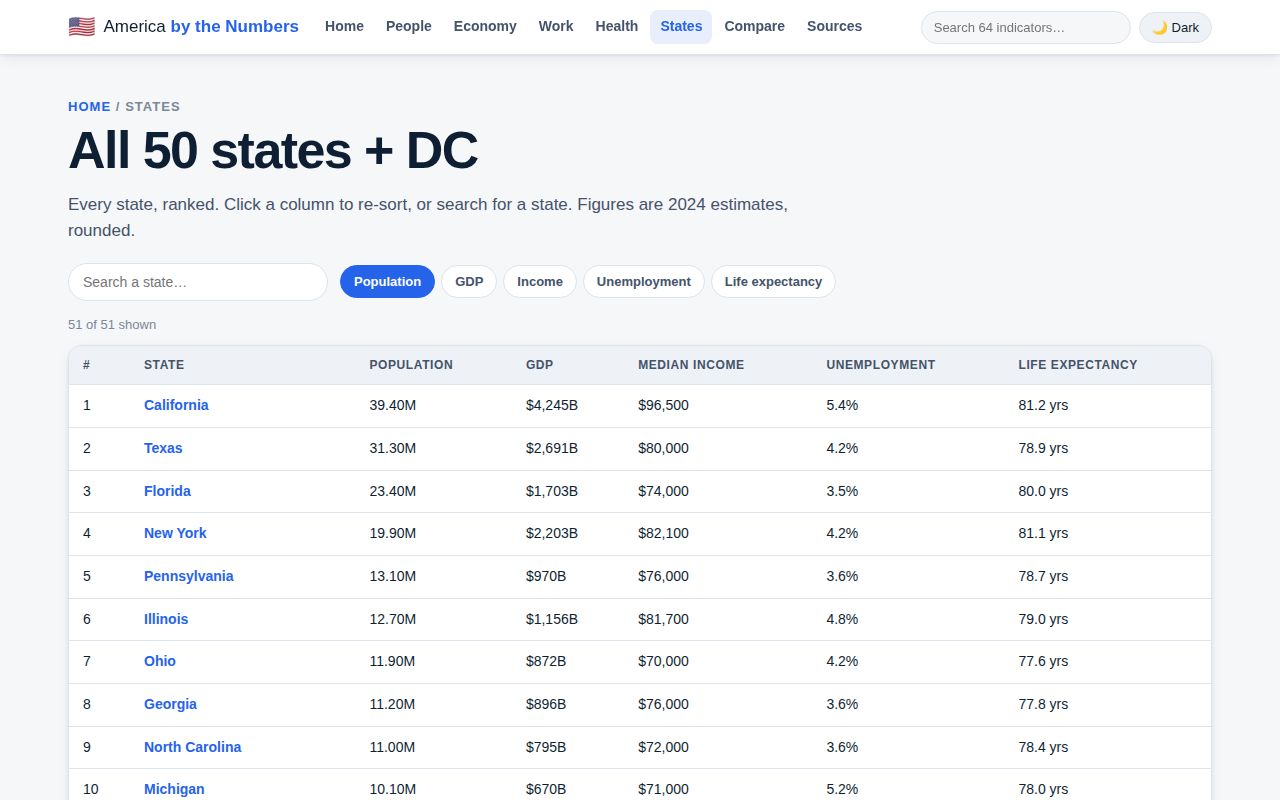 🇺🇸 America by the Numbers Home People Economy Work Health States Compare Sources Search 64 indicators… 🌙 Dark
HOME / STATES
All 50 states + DC
Every state, ranked. Click a column to re-sort, or search for a state. Figures are 2024 estimates,
rounded.
Search a state… Population GDP Income Unemployment Life expectancy
51 of 51 shown
# STATE POPULATION GDP MEDIAN INCOME UNEMPLOYMENT LIFE EXPECTANCY
1 California 39.40M $4,245B $96,500 5.4% 81.2 yrs
2 Texas 31.30M $2,691B $80,000 4.2% 78.9 yrs
3 Florida 23.40M $1,703B $74,000 3.5% 80.0 yrs
4 New York 19.90M $2,203B $82,100 4.2% 81.1 yrs
5 Pennsylvania 13.10M $970B $76,000 3.6% 78.7 yrs
6 Illinois 12.70M $1,156B $81,700 4.8% 79.0 yrs
7 Ohio 11.90M $872B $70,000 4.2% 77.6 yrs
8 Georgia 11.20M $896B $76,000 3.6% 77.8 yrs
9 North Carolina 11.00M $795B $72,000 3.6% 78.4 yrs
10 Michigan 10.10M $670B $71,000 5.2% 78.0 yrs